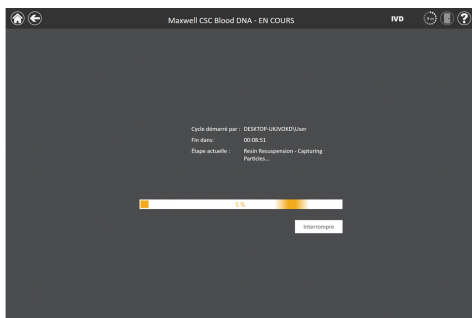 Maxwell CSC Blood DNA - EN COURS
IVD
?
Cycle démarré par : DESKTOP-UKJVOKD\User
Fin dans: 00:08:51
Étape actuelle : Resin Resuspension - Capturing
Particles...
5 %
Interrompre